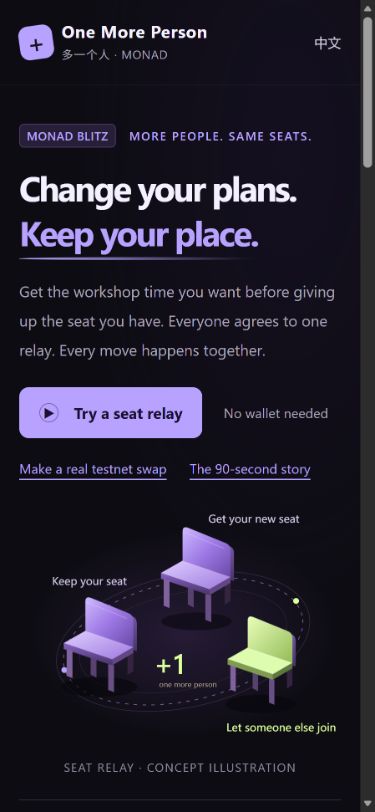 One More Person
多一个人 · MONAD
中文
MONAD BLITZ
MORE PEOPLE. SAME SEATS.
Change your plans.
Keep your place.
Get the workshop time you want before giving
up the seat you have. Everyone agrees to one
relay. Every move happens together.
Try a seat relay
No wallet needed
Make a real testnet swap
The 90-second story
Get your new seat
Keep your seat
+1
one more person
Let someone else join
SEAT RELAY · CONCEPT ILLUSTRATION